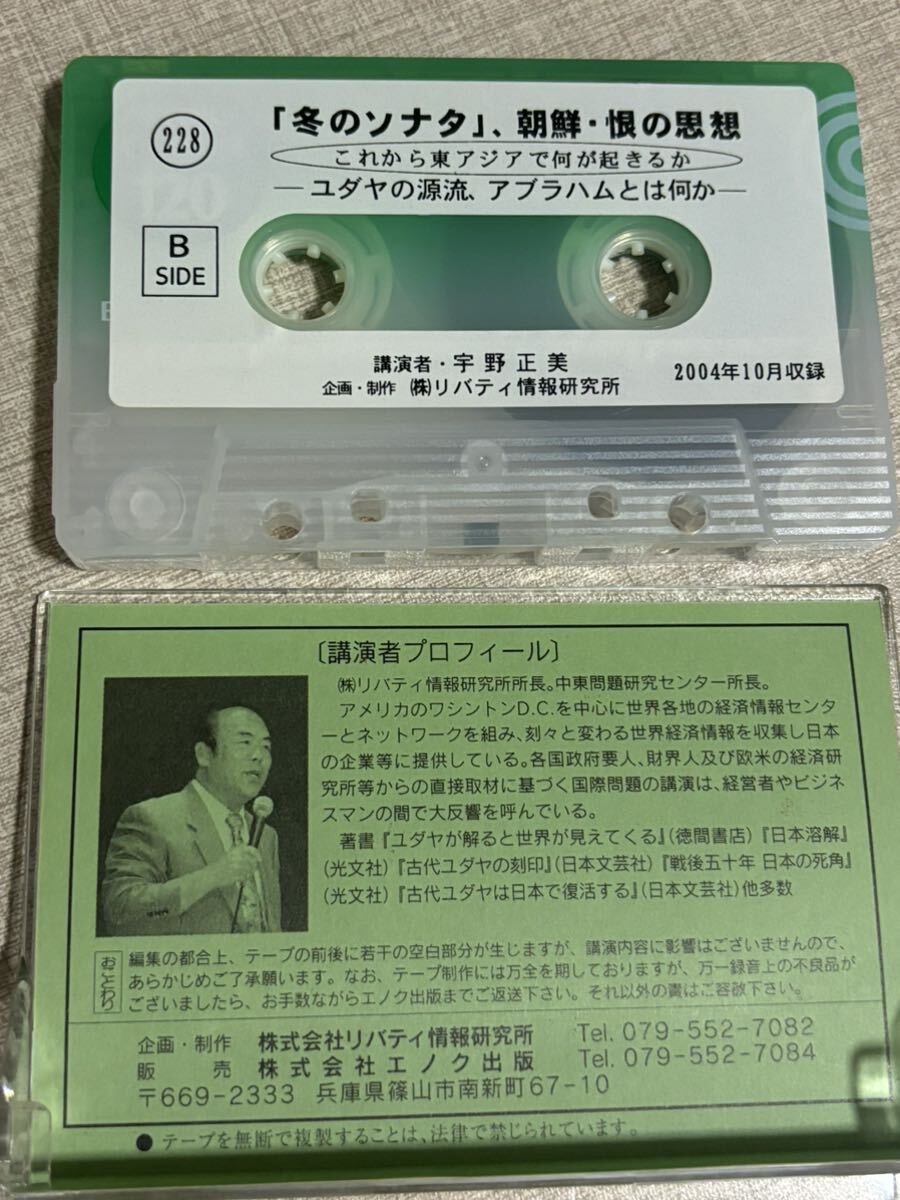 228
「冬のソナタ」、朝鮮・恨の思想
これから東アジアで何が起きるか
―ユダヤの源流、アブラハムとは何か―
120
B
SIDE
講演者・宇野正美
企画・制作 ㈱リバティ情報研究所
2004年10月収録
〔講演者プロフィール〕
㈱リバティ情報研究所所長。中東問題研究センター所長。
アメリカのワシントンD.C.を中心に世界各地の経済情報センタ
ーとネットワークを組み、刻々と変わる世界経済情報を収集し日本
の企業等に提供している。各国政府要人、財界人及び欧米の経済研
究所等からの直接取材に基づく国際問題の講演は、経営者やビジネ
スマンの間で大反響を呼んでいる。
著書『ユダヤが解ると世界が見えてくる』(徳間書店)『日本溶解』
(光文社)『古代ユダヤの刻印』(日本文芸社)『戦後五十年 日本の死角』
(光文社)『古代ユダヤは日本で復活する』(日本文芸社)他多数
おことわり
編集の都合上、テープの前後に若干の空白部分が生じますが、講演内容に影響はございませんので、
あらかじめご了承願います。なお、テープ制作には万全を期しておりますが、万一録音上の不良品が
ございましたら、お手数ながらエノク出版までご返送下さい。それ以外の責はご容赦下さい。
企画・制作 株式会社リバティ情報研究所 Tel. 079-552-7082
販売 株式会社エノク出版 Tel. 079-552-7084
〒669-2333 兵庫県篠山市南新町67-10
● テープを無断で複製することは、法律で禁じられています。